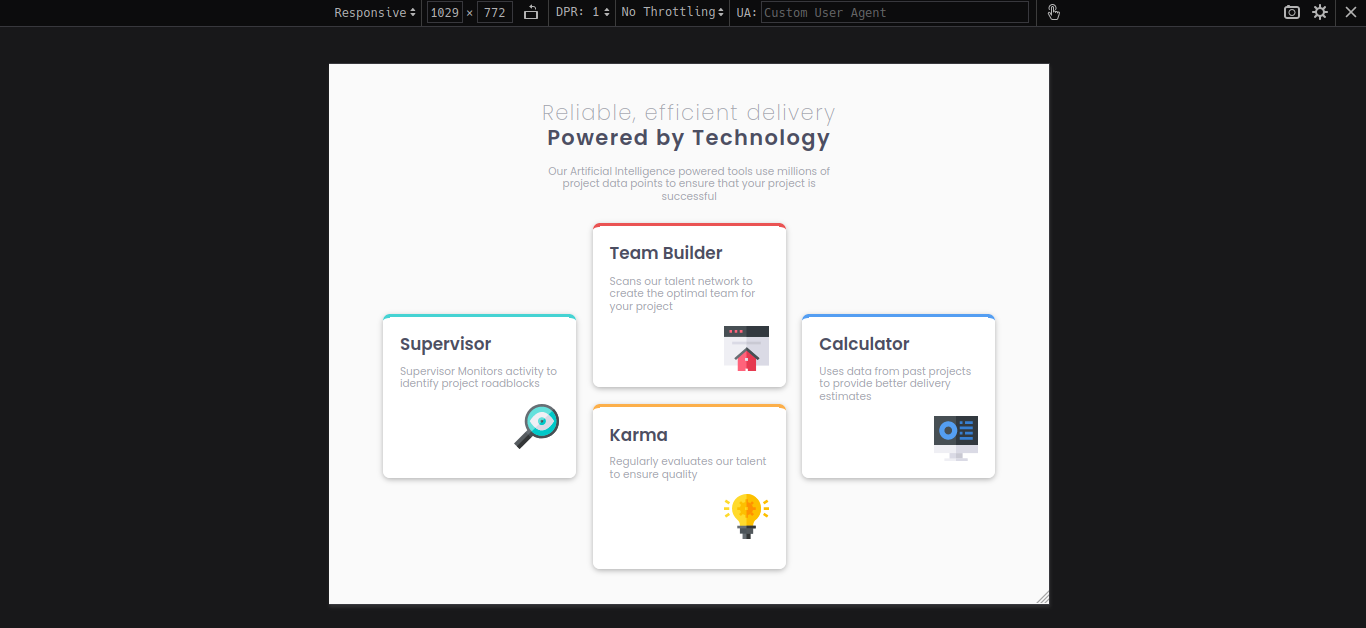 Responsive 1029 × 772 DPR: 1 No Throttling UA: Custom User Agent
Reliable, efficient delivery
Powered by Technology
Our Artificial Intelligence powered tools use millions of
project data points to ensure that your project is
successful
Team Builder
Scans our talent network to
create the optimal team for
your project
Supervisor
Supervisor Monitors activity to
identify project roadblocks
Calculator
Uses data from past projects
to provide better delivery
estimates
Karma
Regularly evaluates our talent
to ensure quality